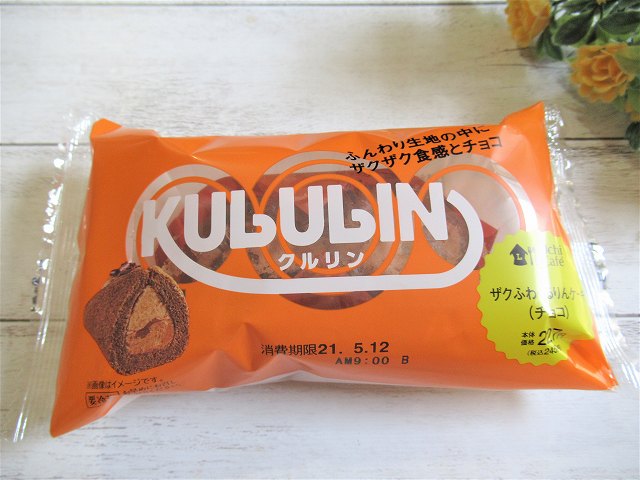 ふんわり生地の中に
ザクザク食感とチョコ
KURURIN
クルリン
Uchi
Café
ザクふわ
(チョコ)
本体
価格
消費期限21. 5.12
AM9:00 B
※画像はイメージです。